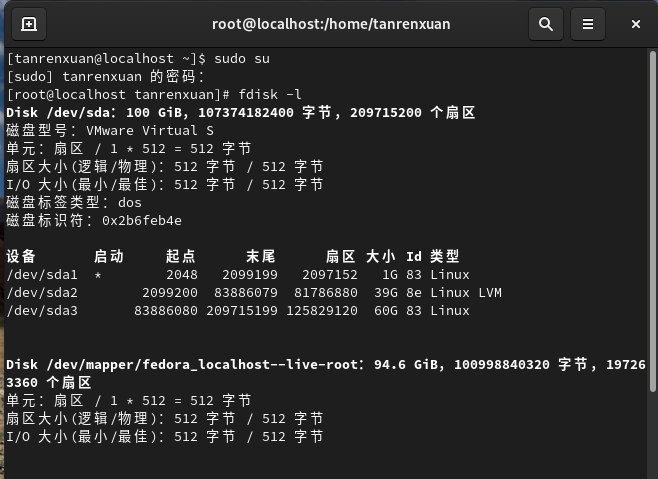 root@localhost:/home/tanrenxuan
[tanrenxuan@localhost ~]$ sudo su
[sudo] tanrenxuan 的密码：
[root@localhost tanrenxuan]# fdisk -l
Disk /dev/sda：100 GiB，107374182400 字节，209715200 个扇区
磁盘型号：VMware Virtual S
单元：扇区 / 1 * 512 = 512 字节
扇区大小(逻辑/物理)：512 字节 / 512 字节
I/O 大小(最小/最佳)：512 字节 / 512 字节
磁盘标签类型：dos
磁盘标识符：0x2b6feb4e
设备 启动 起点 末尾 扇区 大小 Id 类型
/dev/sda1 * 2048 2099199 2097152 1G 83 Linux
/dev/sda2 2099200 83886079 81786880 39G 8e Linux LVM
/dev/sda3 83886080 209715199 125829120 60G 83 Linux
Disk /dev/mapper/fedora_localhost--live-root：94.6 GiB，100998840320 字节，19726
3360 个扇区
单元：扇区 / 1 * 512 = 512 字节
扇区大小(逻辑/物理)：512 字节 / 512 字节
I/O 大小(最小/最佳)：512 字节 / 512 字节